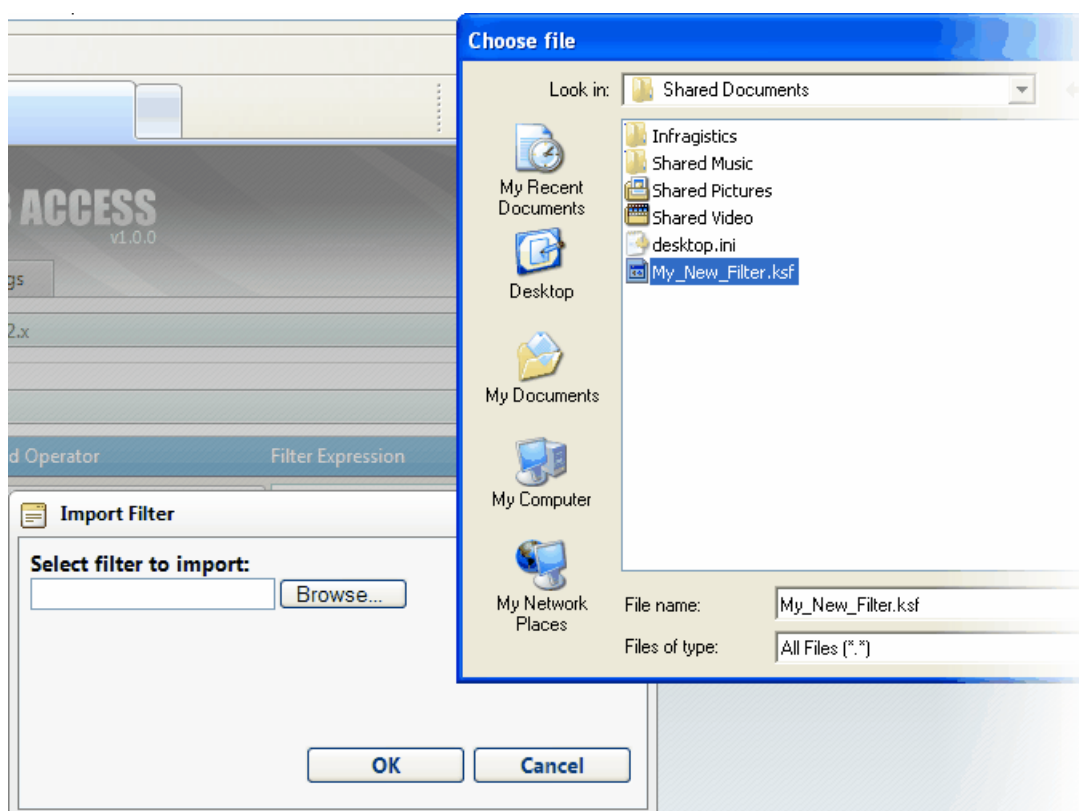 Choose file
Look in:
Shared Documents
Infragistics
Shared Music
Shared Pictures
Shared Video
desktop.ini
My_New_Filter.ksf
My Recent
Documents
Desktop
My Documents
My Computer
My Network
Places
File name:
My_New_Filter.ksf
Files of type:
All Files (*.*)
ACCESS
v1.0.0
gs
2.x
d Operator
Filter Expression
Import Filter
Select filter to import:
Browse...
OK
Cancel